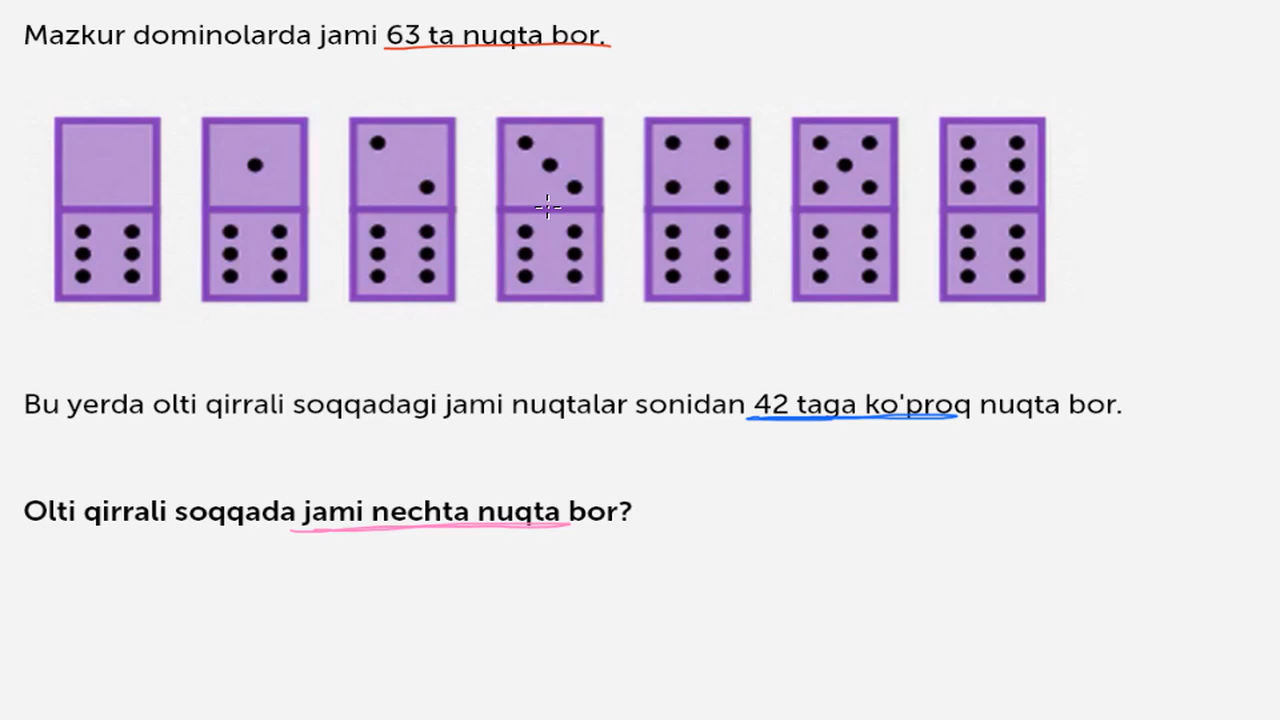 Mazkur dominolarda jami 63 ta nuqta bor.
Bu yerda olti qirrali soqqadagi jami nuqtalar sonidan 42 taga ko'proq nuqta bor.
Olti qirrali soqqada jami nechta nuqta bor?